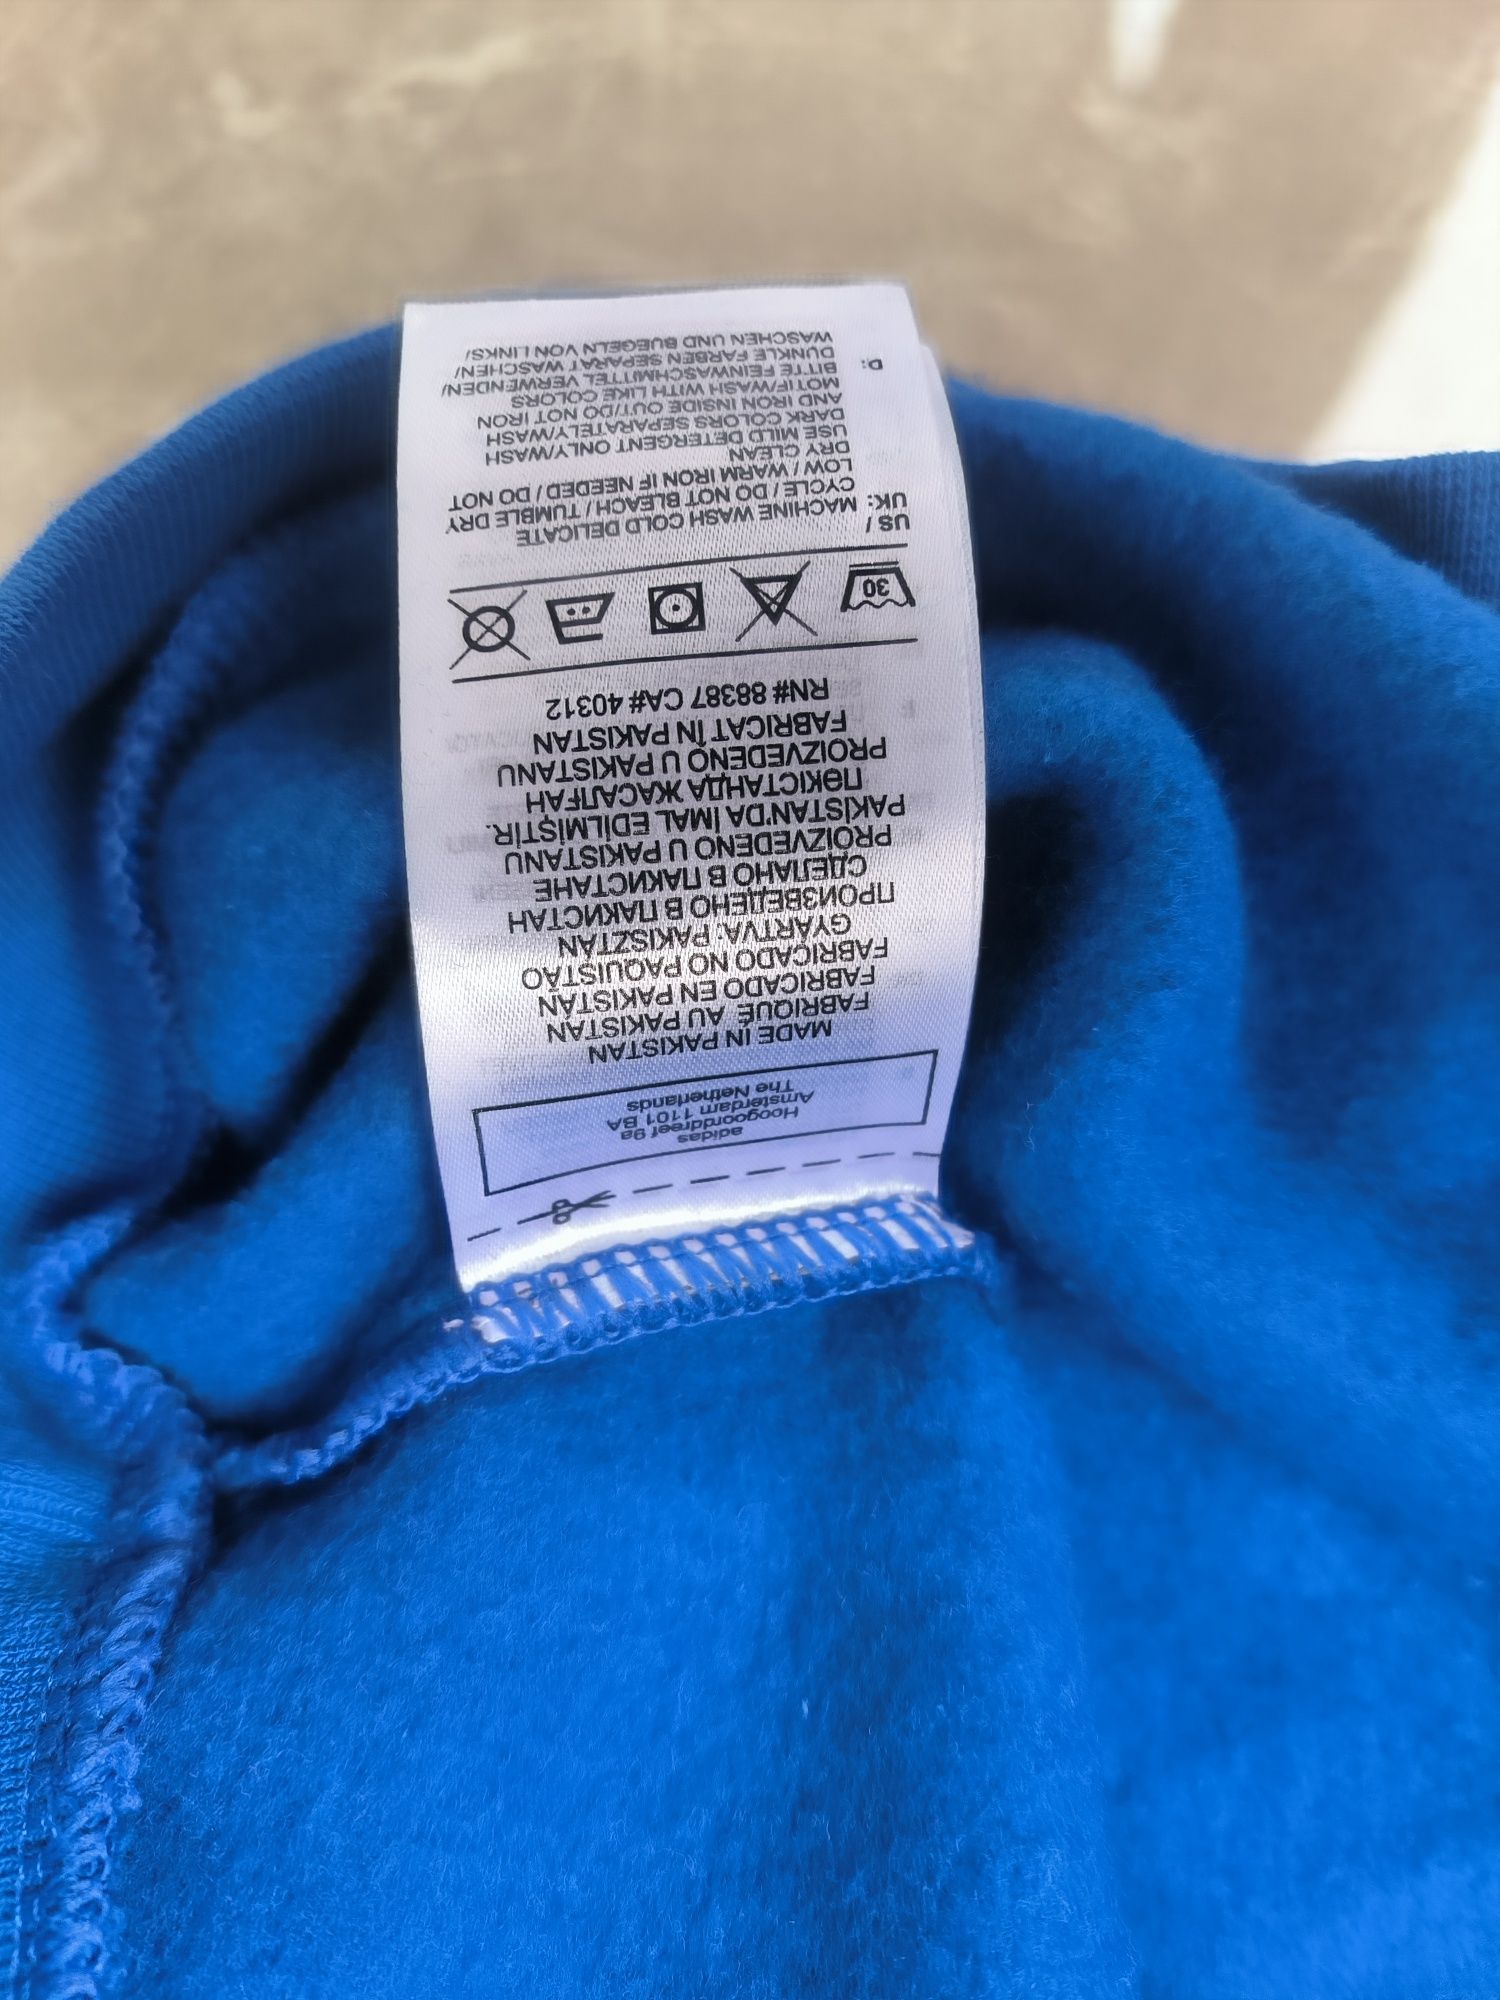 adidas
Hoogoorddreef 9a
Amsterdam 1101 BA
The Netherlands
MADE IN PAKISTAN
FABRIQUÉ AU PAKISTAN
FABRICADO EN PAKISTÁN
FABRICADO NO PAQUISTÃO
GYÁRTVA: PAKISZTÁN
ПРОИЗВЕДЕНО В ПАКИСТАН
СДЕЛАНО В ПАКИСТАНЕ
PROIZVEDENO U PAKISTANU
PAKİSTAN'DA İMAL EDİLMİŞTİR.
ПӘКІСТАНДА ЖАСАЛҒАН
PROIZVEDENO U PAKISTANU
FABRICAT ÎN PAKISTAN
RN# 88387 CA# 40312
30
US / MACHINE WASH COLD DELICATE
UK: CYCLE / DO NOT BLEACH / TUMBLE DRY
LOW / WARM IRON IF NEEDED / DO NOT
DRY CLEAN
USE MILD DETERGENT ONLY/WASH
DARK COLORS SEPARATELY/WASH
AND IRON INSIDE OUT/DO NOT IRON
MOTIF/WASH WITH LIKE COLORS
D: BITTE FEINWASCHMITTEL VERWENDEN/
DUNKLE FARBEN SEPARAT WASCHEN/
WASCHEN UND BUEGELN VON LINKS/